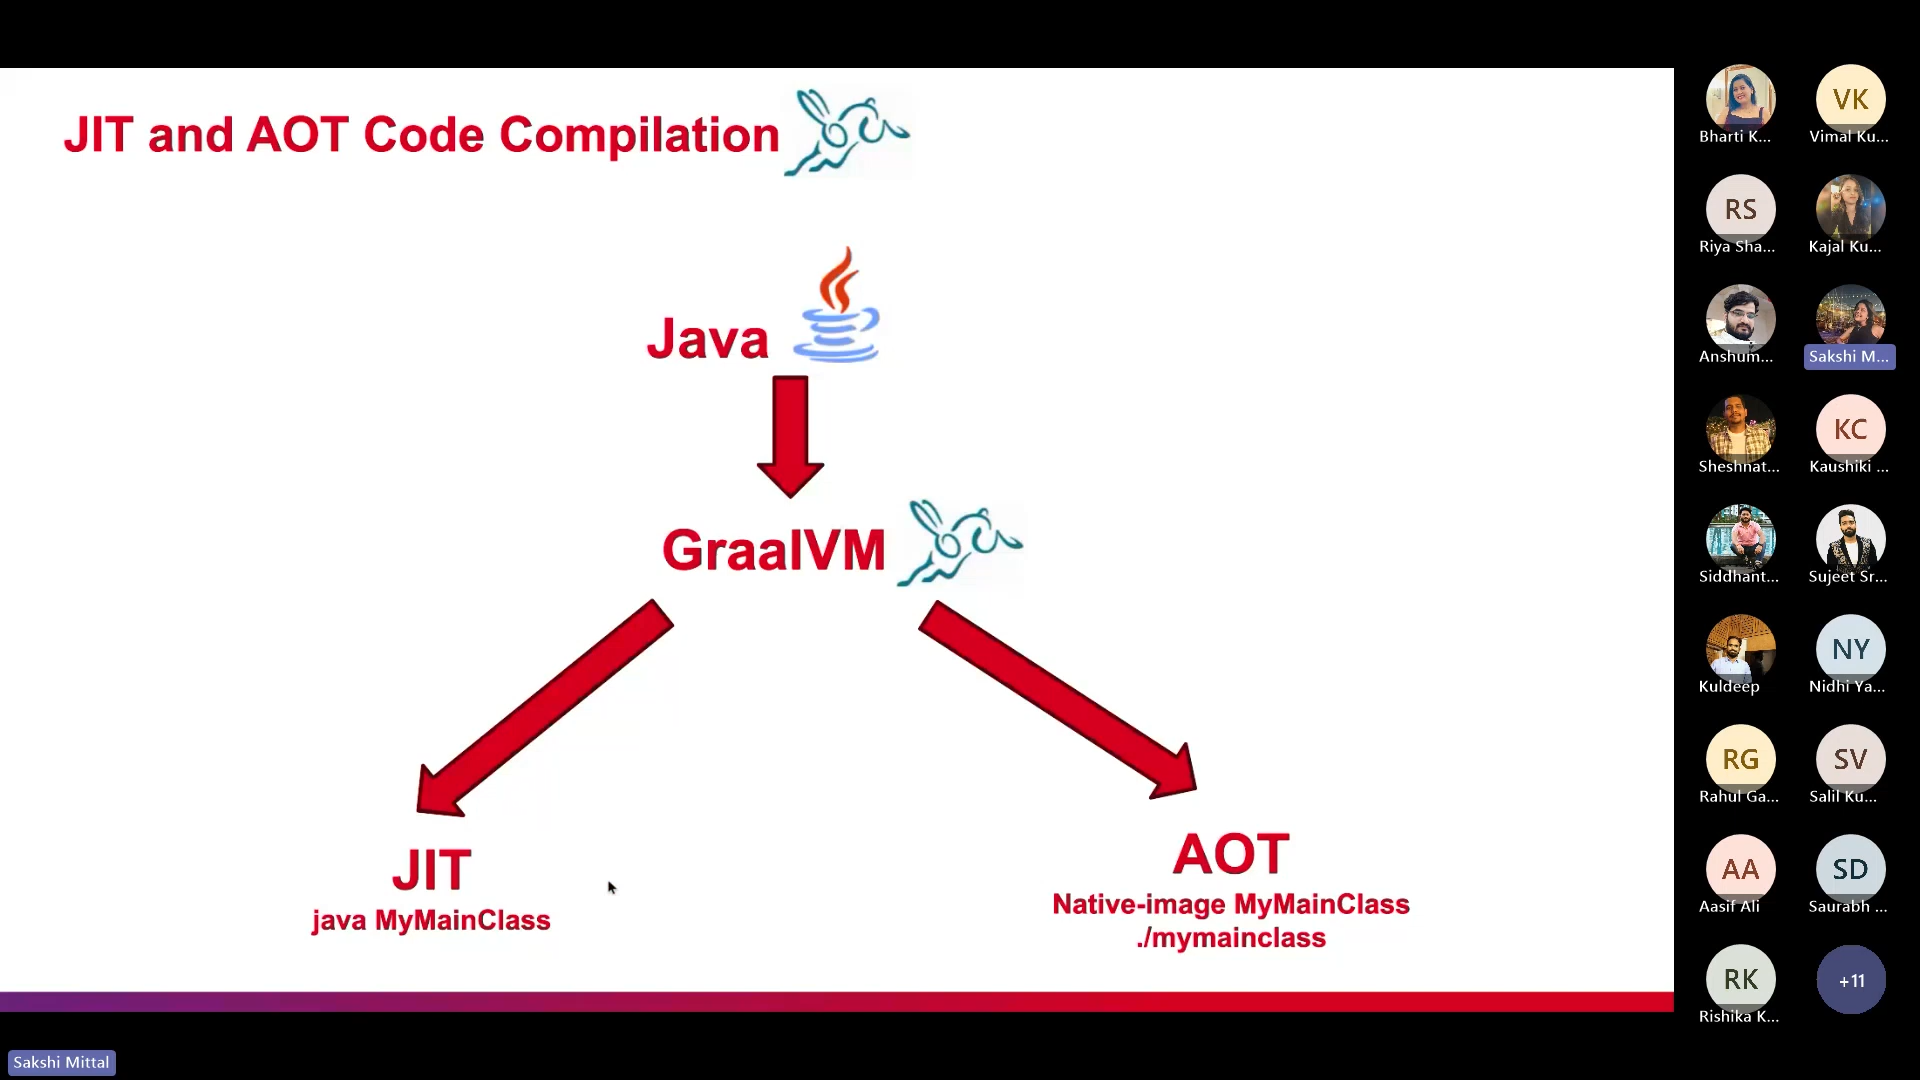 JIT and AOT Code Compilation
Java
GraalVM
JIT
java MyMainClass
AOT
Native-image MyMainClass
./mymainclass
Bharti K...
VK
Vimal Ku...
RS
Riya Sha...
Kajal Ku...
Anshum...
Sakshi M...
Sheshnat...
KC
Kaushiki ...
Siddhant...
Sujeet Sr...
Kuldeep
NY
Nidhi Ya...
RG
Rahul Ga...
SV
Salil Ku...
AA
Aasif Ali
SD
Saurabh ...
RK
Rishika K...
+11
Sakshi Mittal